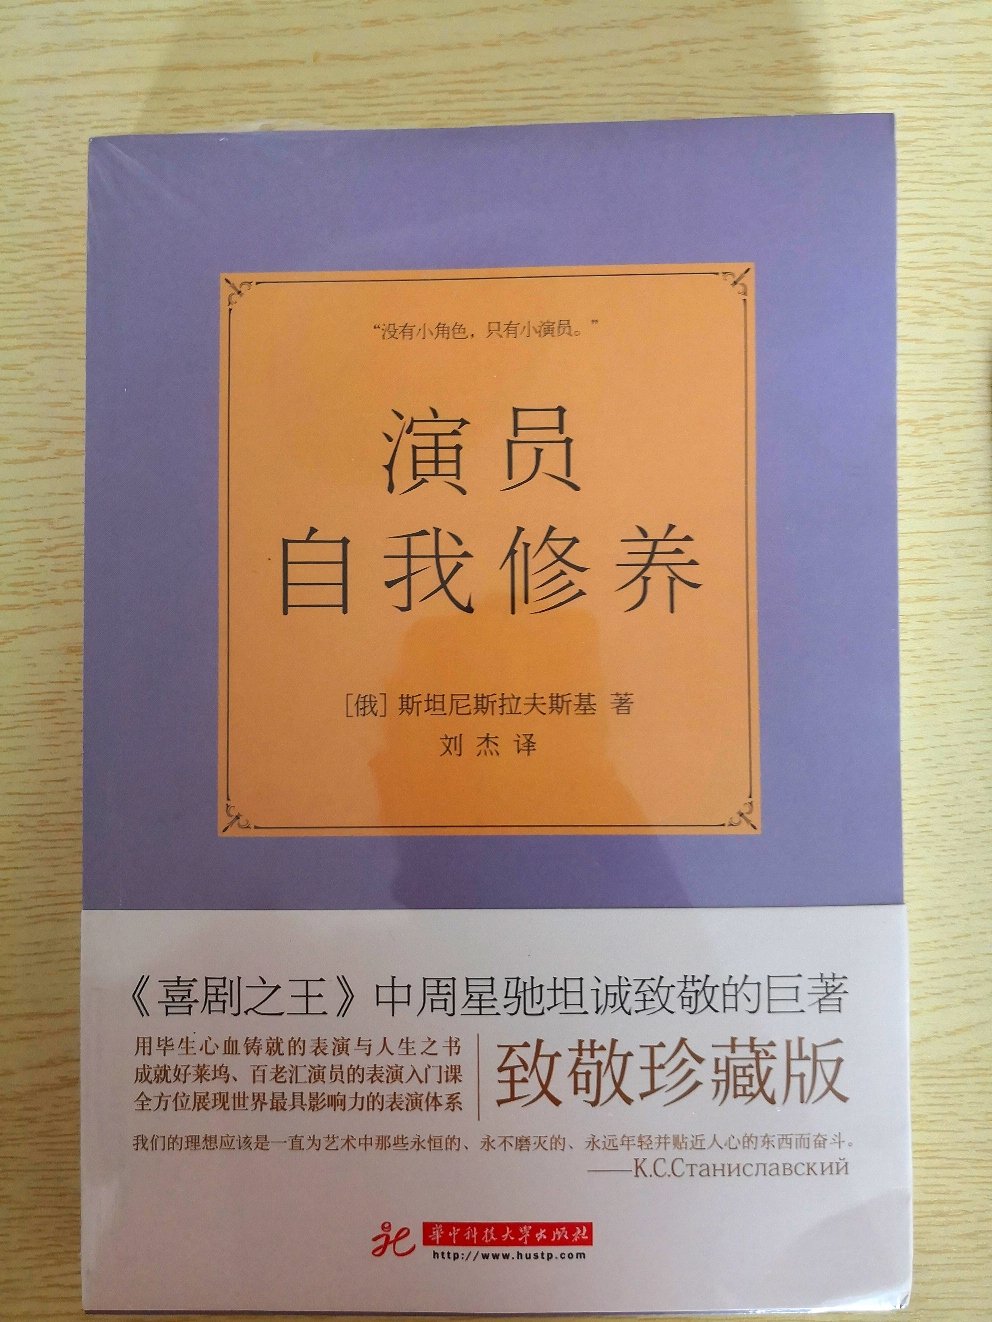 “没有小角色，只有小演员。”
演员
自我修养
［俄］斯坦尼斯拉夫斯基 著
刘杰 译
《喜剧之王》中周星驰坦诚致敬的巨著
用毕生心血铸就的表演与人生之书
成就好莱坞、百老汇演员的表演入门课
全方位展现世界最具影响力的表演体系
致敬珍藏版
我们的理想应该是一直为艺术中那些永恒的、永不磨灭的、永远年轻并贴近人心的东西而奋斗。
——К.С.Станиславский
华中科技大学出版社
http://www.hustp.com